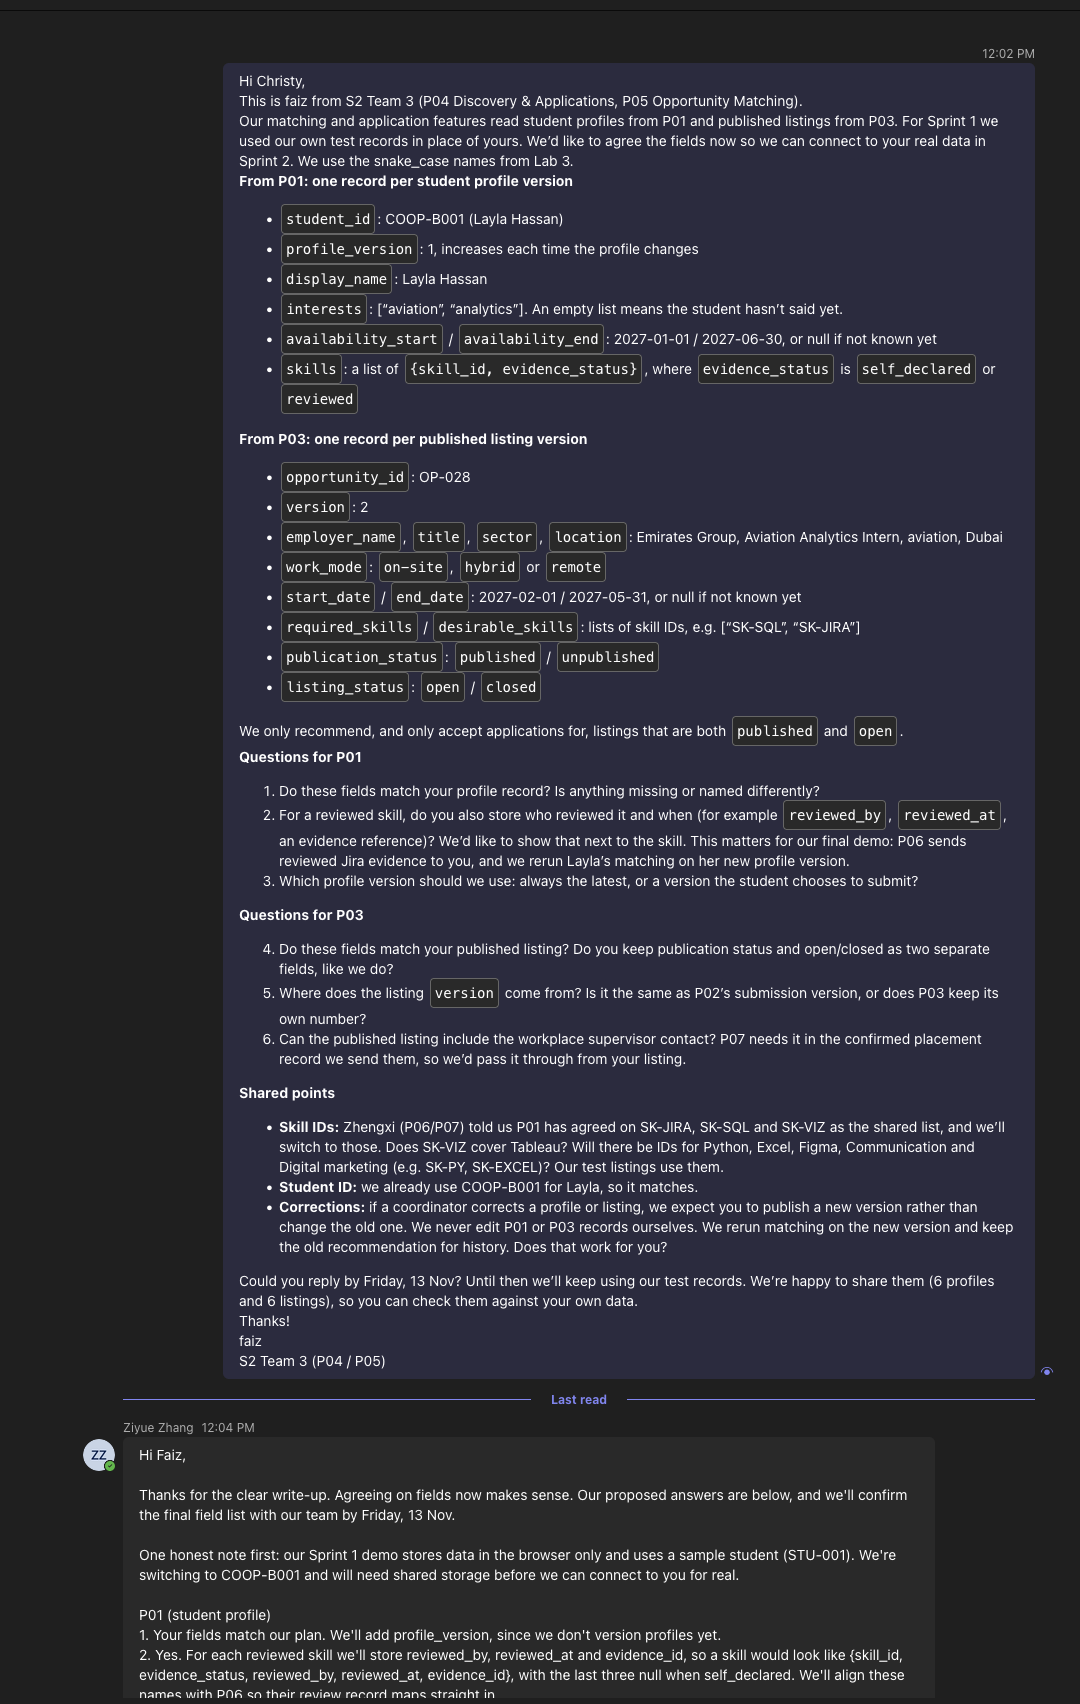 12:02 PM
Hi Christy,
This is faiz from S2 Team 3 (P04 Discovery & Applications, P05 Opportunity Matching).
Our matching and application features read student profiles from P01 and published listings from P03. For Sprint 1 we
used our own test records in place of yours. We’d like to agree the fields now so we can connect to your real data in
Sprint 2. We use the snake_case names from Lab 3.
From P01: one record per student profile version
• student_id : COOP-B001 (Layla Hassan)
• profile_version : 1, increases each time the profile changes
• display_name : Layla Hassan
• interests : [“aviation”, “analytics”]. An empty list means the student hasn’t said yet.
• availability_start / availability_end : 2027-01-01 / 2027-06-30, or null if not known yet
• skills : a list of {skill_id, evidence_status} , where evidence_status is self_declared or
reviewed
From P03: one record per published listing version
• opportunity_id : OP-028
• version : 2
• employer_name , title , sector , location : Emirates Group, Aviation Analytics Intern, aviation, Dubai
• work_mode : on-site , hybrid or remote
• start_date / end_date : 2027-02-01 / 2027-05-31, or null if not known yet
• required_skills / desirable_skills : lists of skill IDs, e.g. [“SK-SQL”, “SK-JIRA”]
• publication_status : published / unpublished
• listing_status : open / closed
We only recommend, and only accept applications for, listings that are both published and open .
Questions for P01
1. Do these fields match your profile record? Is anything missing or named differently?
2. For a reviewed skill, do you also store who reviewed it and when (for example reviewed_by , reviewed_at ,
an evidence reference)? We’d like to show that next to the skill. This matters for our final demo: P06 sends
reviewed Jira evidence to you, and we rerun Layla’s matching on her new profile version.
3. Which profile version should we use: always the latest, or a version the student chooses to submit?
Questions for P03
4. Do these fields match your published listing? Do you keep publication status and open/closed as two separate
fields, like we do?
5. Where does the listing version come from? Is it the same as P02’s submission version, or does P03 keep its
own number?
6. Can the published listing include the workplace supervisor contact? P07 needs it in the confirmed placement
record we send them, so we’d pass it through from your listing.
Shared points
• Skill IDs: Zhengxi (P06/P07) told us P01 has agreed on SK-JIRA, SK-SQL and SK-VIZ as the shared list, and we’ll
switch to those. Does SK-VIZ cover Tableau? Will there be IDs for Python, Excel, Figma, Communication and
Digital marketing (e.g. SK-PY, SK-EXCEL)? Our test listings use them.
• Student ID: we already use COOP-B001 for Layla, so it matches.
• Corrections: if a coordinator corrects a profile or listing, we expect you to publish a new version rather than
change the old one. We never edit P01 or P03 records ourselves. We rerun matching on the new version and keep
the old recommendation for history. Does that work for you?
Could you reply by Friday, 13 Nov? Until then we’ll keep using our test records. We’re happy to share them (6 profiles
and 6 listings), so you can check them against your own data.
Thanks!
faiz
S2 Team 3 (P04 / P05)
Last read
Ziyue Zhang 12:04 PM
ZZ
Hi Faiz,
Thanks for the clear write-up. Agreeing on fields now makes sense. Our proposed answers are below, and we'll confirm
the final field list with our team by Friday, 13 Nov.
One honest note first: our Sprint 1 demo stores data in the browser only and uses a sample student (STU-001). We're
switching to COOP-B001 and will need shared storage before we can connect to you for real.
P01 (student profile)
1. Your fields match our plan. We'll add profile_version, since we don't version profiles yet.
2. Yes. For each reviewed skill we'll store reviewed_by, reviewed_at and evidence_id, so a skill would look like {skill_id,
evidence_status, reviewed_by, reviewed_at, evidence_id}, with the last three null when self_declared. We'll align these
names with P06 so their review record maps straight in